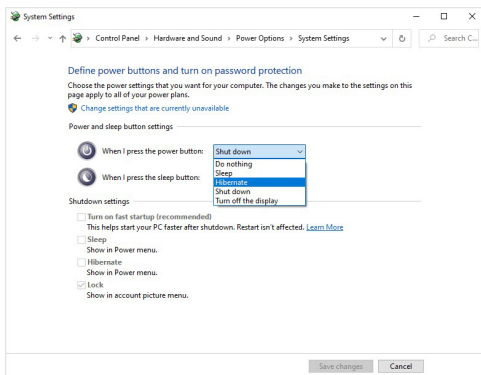 System Settings
Control Panel > Hardware and Sound > Power Options > System Settings
Search C...
Define power buttons and turn on password protection
Choose the power settings that you want for your computer. The changes you make to the settings on this
page apply to all of your power plans.
Change settings that are currently unavailable
Power and sleep button settings
When I press the power button: Shut down
Do nothing
Sleep
When I press the sleep button: Hibernate
Shut down
Turn off the display
Shutdown settings
Turn on fast startup (recommended)
This helps start your PC faster after shutdown. Restart isn't affected. Learn More
Sleep
Show in Power menu.
Hibernate
Show in Power menu.
Lock
Show in account picture menu.
Save changes Cancel